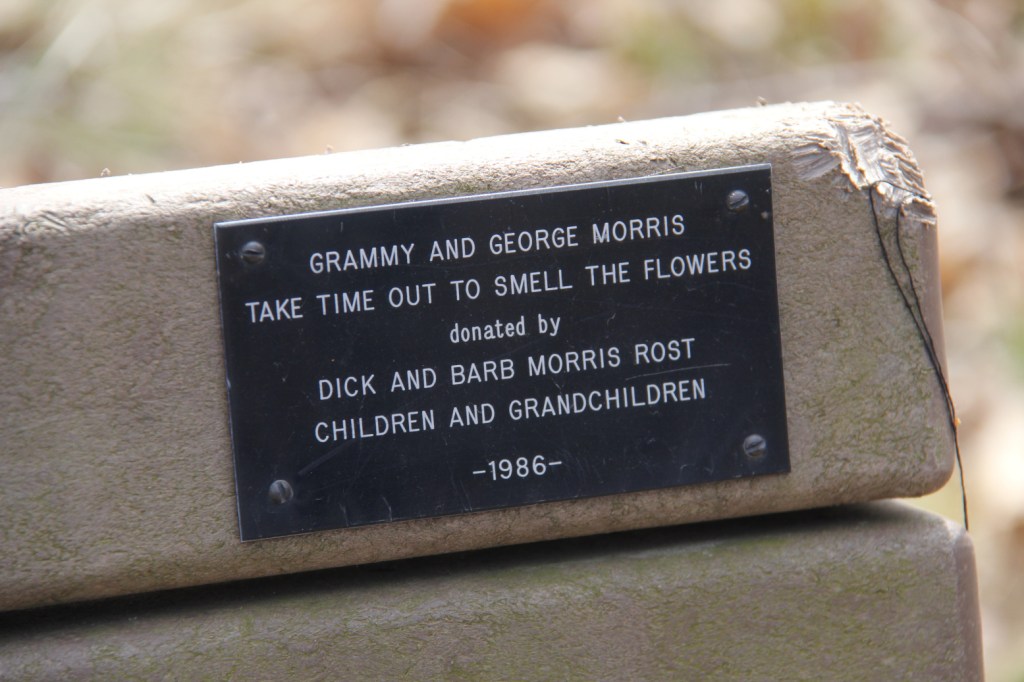 GRAMMY AND GEORGE MORRIS
TAKE TIME OUT TO SMELL THE FLOWERS
donated by
DICK AND BARB MORRIS ROST
CHILDREN AND GRANDCHILDREN
-1986-